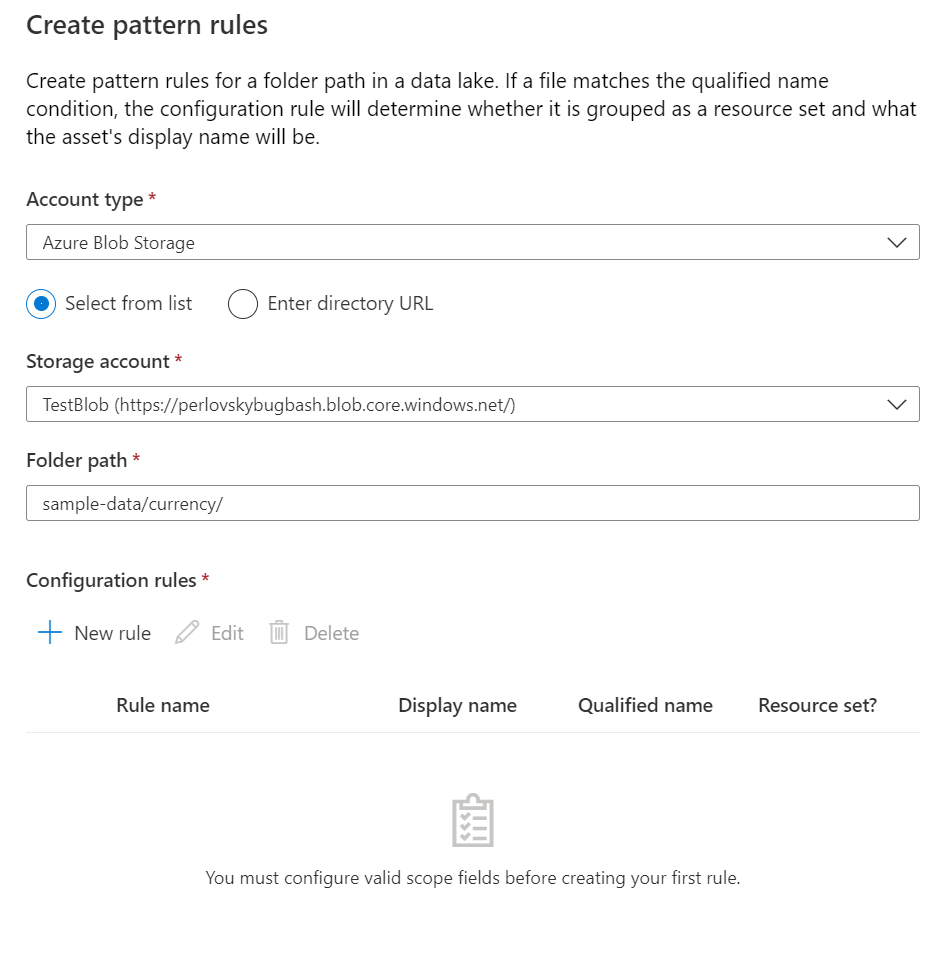 Create pattern rules
Create pattern rules for a folder path in a data lake. If a file matches the qualified name
condition, the configuration rule will determine whether it is grouped as a resource set and what
the asset's display name will be.
Account type *
Azure Blob Storage
Select from list Enter directory URL
Storage account *
TestBlob (https://perlovskybugbash.blob.core.windows.net/)
Folder path *
sample-data/currency/
Configuration rules *
New rule Edit Delete
Rule name Display name Qualified name Resource set?
You must configure valid scope fields before creating your first rule.